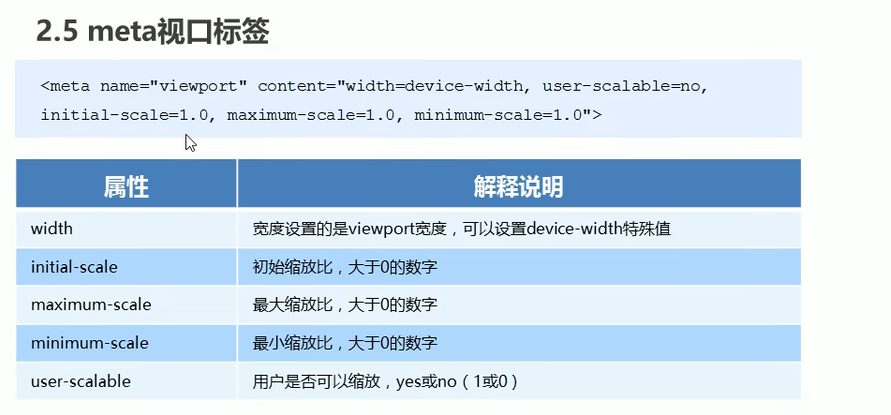 2.5 meta视口标签
<meta name="viewport" content="width=device-width, user-scalable=no,
initial-scale=1.0, maximum-scale=1.0, minimum-scale=1.0">
属性 解释说明
width 宽度设置的是viewport宽度，可以设置device-width特殊值
initial-scale 初始缩放比，大于0的数字
maximum-scale 最大缩放比，大于0的数字
minimum-scale 最小缩放比，大于0的数字
user-scalable 用户是否可以缩放，yes或no（1或0）